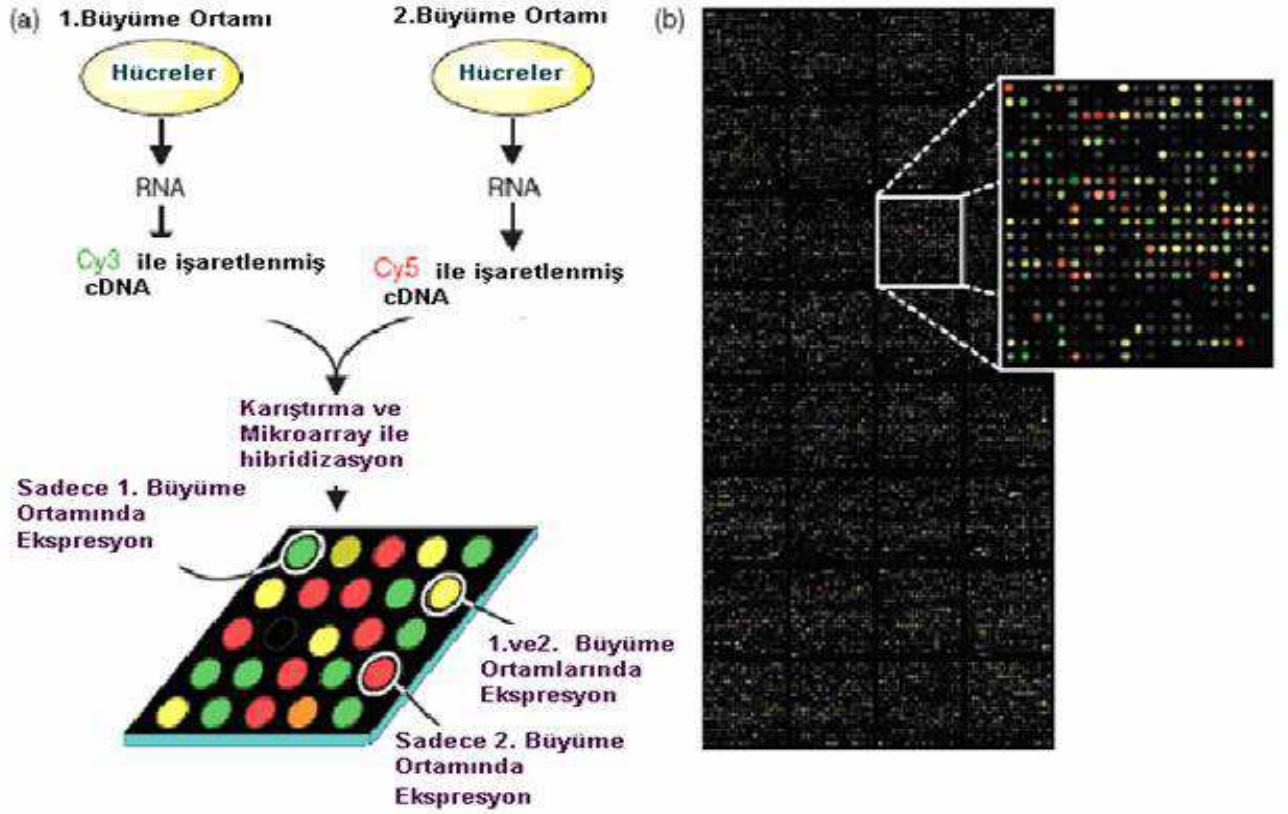 (a)
1.Büyüme Ortamı
2.Büyüme Ortamı
(b)
Hücreler
Hücreler
RNA
RNA
Cy3 ile işaretlenmiş
cDNA
Cy5 ile işaretlenmiş
cDNA
Karıştırma ve
Mikroarray ile
hibridizasyon
Sadece 1. Büyüme
Ortamında
Ekspresyon
1.ve2. Büyüme
Ortamlarında
Ekspresyon
Sadece 2. Büyüme
Ortamında
Ekspresyon